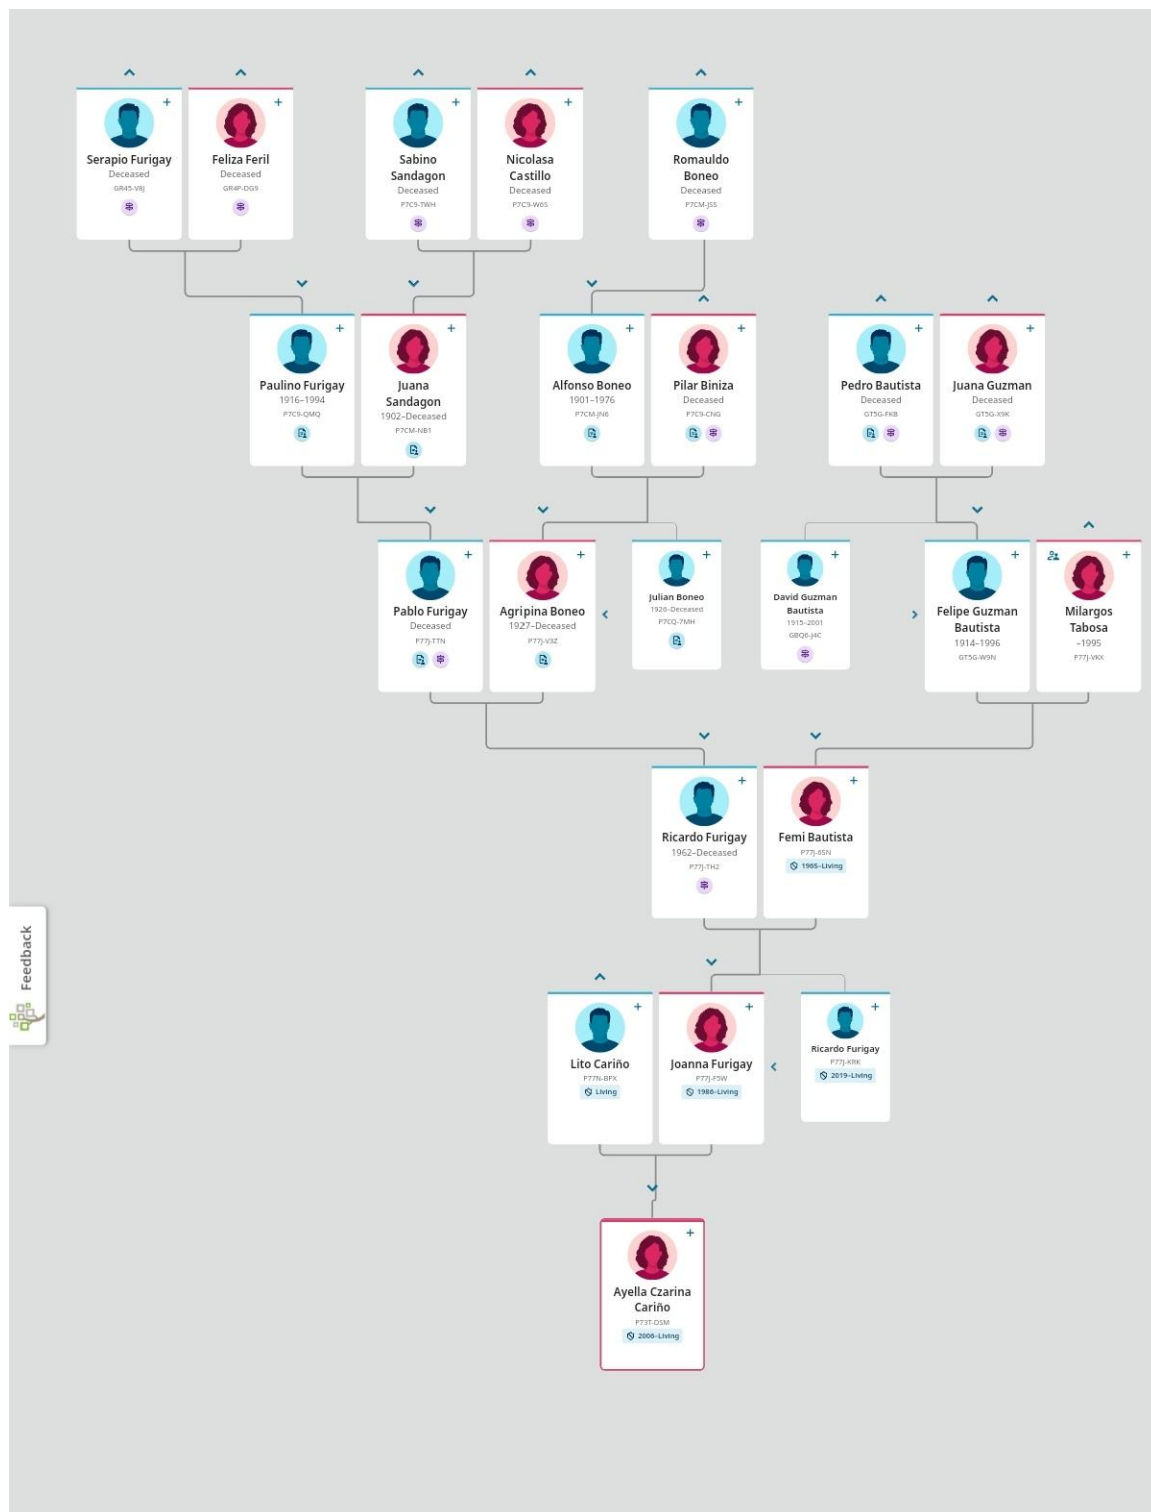 Serapio Furigay
Deceased
GR45-V8J
Feliza Feril
Deceased
GR4P-DG9
Sabino
Sandagon
Deceased
P7C9-TWH
Nicolasa
Castillo
Deceased
P7C9-W6S
Romauldo
Boneo
Deceased
P7CM-JSS
Paulino Furigay
1916–1994
P7C9-QMQ
Juana
Sandagon
1902–Deceased
P7CM-NB1
Alfonso Boneo
1901–1976
P7CM-JN6
Pilar Biniza
Deceased
P7C9-CNG
Pedro Bautista
Deceased
GT5G-FKB
Juana Guzman
Deceased
GT5G-X9K
Pablo Furigay
Deceased
P77J-TTN
Agripina Boneo
1927–Deceased
P77J-V3Z
Julian Boneo
1926–Deceased
P7CQ-7MH
David Guzman
Bautista
1915–2001
G8Q6-J4C
Felipe Guzman
Bautista
1914–1996
GT5G-W9N
Milargos
Tabosa
–1995
P77J-VKX
Ricardo Furigay
1962–Deceased
P77J-TH2
Femi Bautista
P77J-6SN
1965–Living
Feedback
Lito Cariño
P77N-BPX
Living
Joanna Furigay
P77J-F5W
1986–Living
Ricardo Furigay
P77J-KRK
2019–Living
Ayella Czarina
Cariño
P73T-DSM
2006–Living